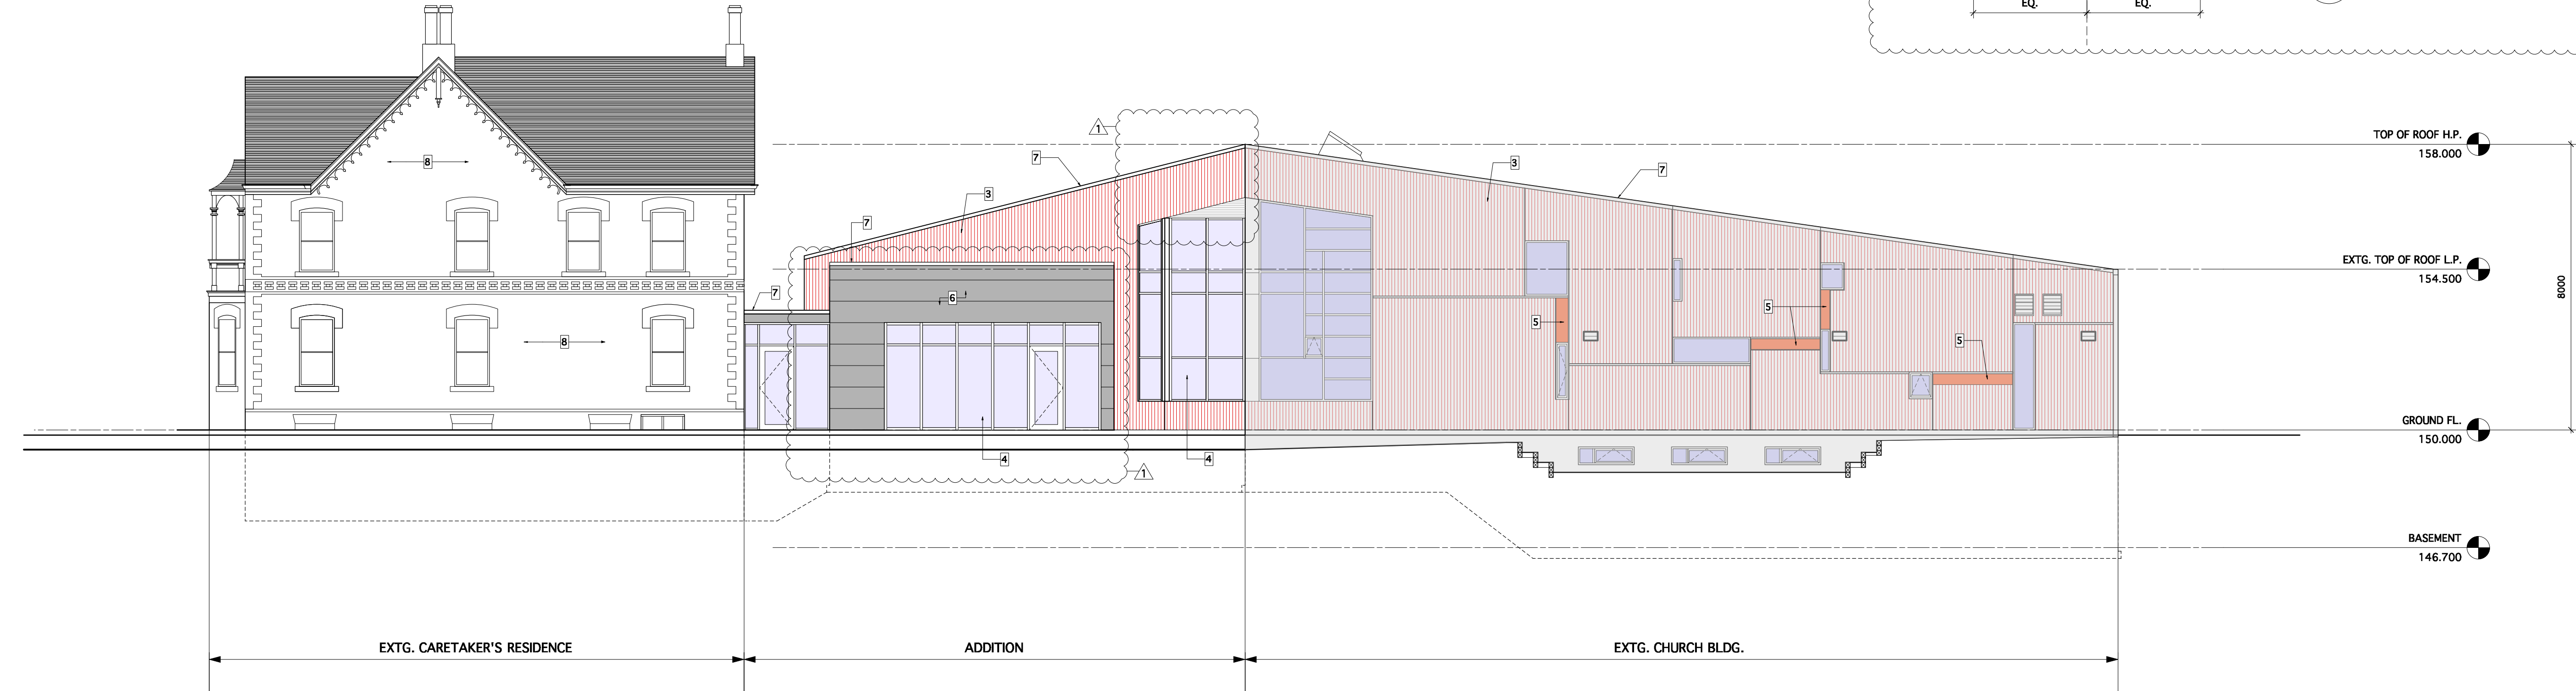 EQ.
EQ.
1
TOP OF ROOF H.P.
158.000
8
7
3
3
7
7
EXTG. TOP OF ROOF L.P.
154.500
8000
7
6
5
5
8
5
GROUND FL.
150.000
4
4
1
BASEMENT
146.700
EXTG. CARETAKER'S RESIDENCE
ADDITION
EXTG. CHURCH BLDG.